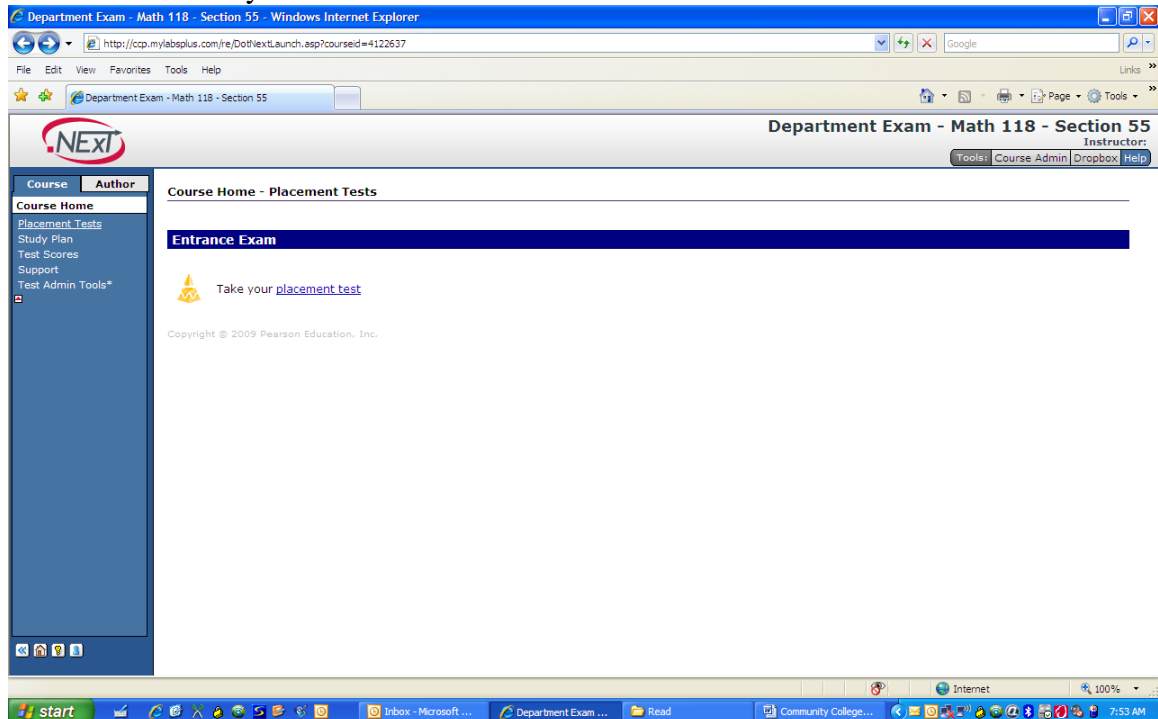 Department Exam - Math 118 - Section 55 - Windows Internet Explorer
http://ccp.mylabsplus.com/re/DotNextLaunch.asp?courseid=4122637
Google
File Edit View Favorites Tools Help
Links »
Department Exam - Math 118 - Section 55
Page Tools »
.NEXT
Department Exam - Math 118 - Section 55
Instructor:
Tools: Course Admin Dropbox Help
Course Author
Course Home
Placement Tests
Study Plan
Test Scores
Support
Test Admin Tools*
Course Home - Placement Tests
Entrance Exam
Take your placement test
Copyright © 2009 Pearson Education, Inc.
Internet
100%
start
Inbox - Microsoft ...
Department Exam ...
Read
Community College...
7:53 AM